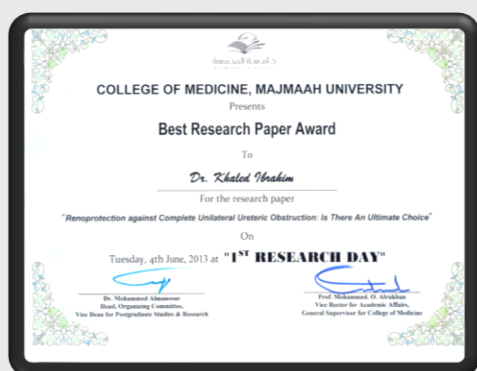 جامعة المجمعة
COLLEGE OF MEDICINE, MAJMAAH UNIVERSITY
Presents
Best Research Paper Award
To
Dr. Khaled Ibrahim
For the research paper
"Renoprotection against Complete Unilateral Ureteric Obstruction: Is There An Ultimate Choice"
On
Tuesday, 4th June, 2013 at "1ST RESEARCH DAY"
Dr. Mohammed Almansour
Head, Organizing Committee,
Vice Dean for Postgraduate Studies & Research
Prof. Mohammed. O. Alrukban
Vice Rector for Academic Affairs,
General Supervisor for College of Medicine